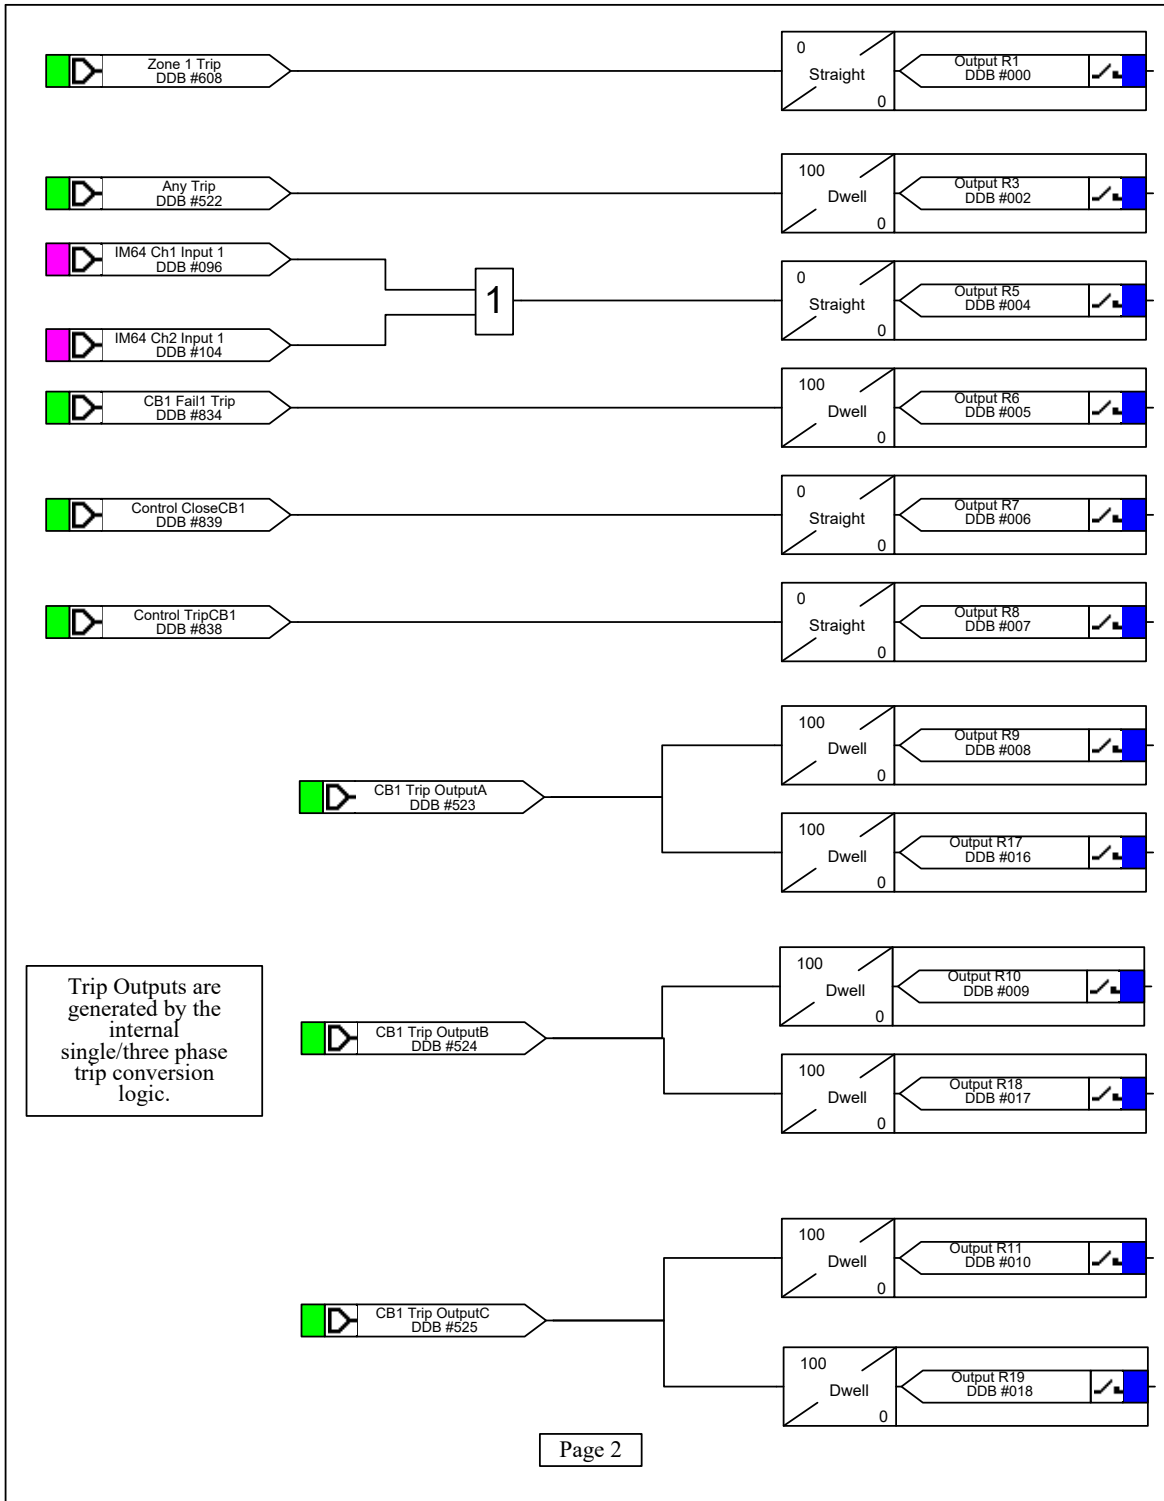 Zone 1 Trip
DDB #608
0
Straight
0
Output R1
DDB #000
Any Trip
DDB #522
100
Dwell
0
Output R3
DDB #002
IM64 Ch1 Input 1
DDB #096
IM64 Ch2 Input 1
DDB #104
1
0
Straight
0
Output R5
DDB #004
CB1 Fail1 Trip
DDB #834
100
Dwell
0
Output R6
DDB #005
Control CloseCB1
DDB #839
0
Straight
0
Output R7
DDB #006
Control TripCB1
DDB #838
0
Straight
0
Output R8
DDB #007
CB1 Trip OutputA
DDB #523
100
Dwell
0
Output R9
DDB #008
100
Dwell
0
Output R17
DDB #016
Trip Outputs are
generated by the
internal
single/three phase
trip conversion
logic.
CB1 Trip OutputB
DDB #524
100
Dwell
0
Output R10
DDB #009
100
Dwell
0
Output R18
DDB #017
CB1 Trip OutputC
DDB #525
100
Dwell
0
Output R11
DDB #010
100
Dwell
0
Output R19
DDB #018
Page 2